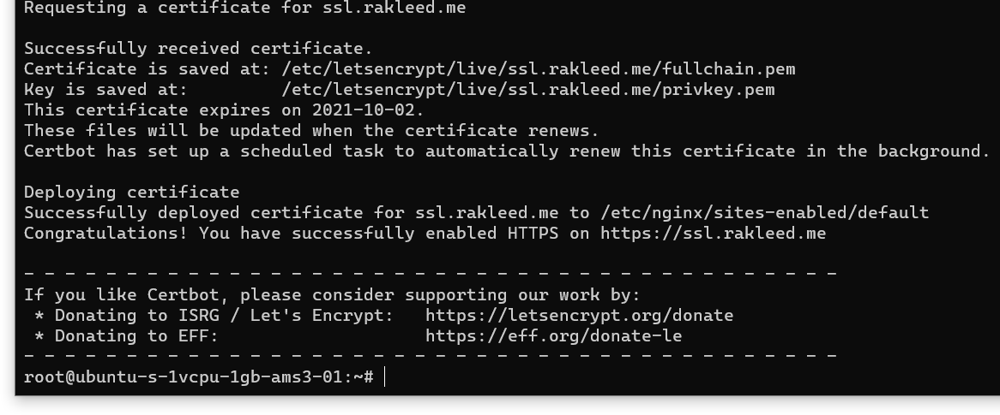 Requesting a certificate for ssl.rakleed.me
Successfully received certificate.
Certificate is saved at: /etc/letsencrypt/live/ssl.rakleed.me/fullchain.pem
Key is saved at:         /etc/letsencrypt/live/ssl.rakleed.me/privkey.pem
This certificate expires on 2021-10-02.
These files will be updated when the certificate renews.
Certbot has set up a scheduled task to automatically renew this certificate in the background.
Deploying certificate
Successfully deployed certificate for ssl.rakleed.me to /etc/nginx/sites-enabled/default
Congratulations! You have successfully enabled HTTPS on https://ssl.rakleed.me
- - - - - - - - - - - - - - - - - - - - - - - - - - - - - - - - - - - - - - - -
If you like Certbot, please consider supporting our work by:
 * Donating to ISRG / Let's Encrypt:   https://letsencrypt.org/donate
 * Donating to EFF:                    https://eff.org/donate-le
- - - - - - - - - - - - - - - - - - - - - - - - - - - - - - - - - - - - - - - -
root@ubuntu-s-1vcpu-1gb-ams3-01:~#